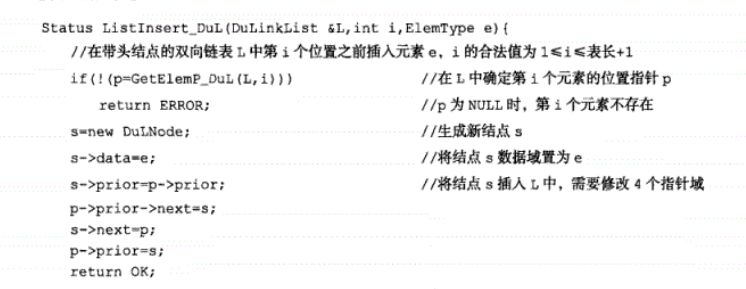 Status ListInsert_DuL(DuLinkList &L,int i,ElemType e){
//在带头结点的双向链表 L 中第 i 个位置之前插入元素 e，i 的合法值为 1≤i≤表长+1
if(!(p=GetElemP_DuL(L,i))) //在 L 中确定第 i 个元素的位置指针 p
return ERROR; //p 为 NULL 时，第 i 个元素不存在
s=new DuLNode; //生成新结点 s
s->data=e; //将结点 s 数据域置为 e
s->prior=p->prior; //将结点 s 插入 L 中，需要修改 4 个指针域
p->prior->next=s;
s->next=p;
p->prior=s;
return OK;